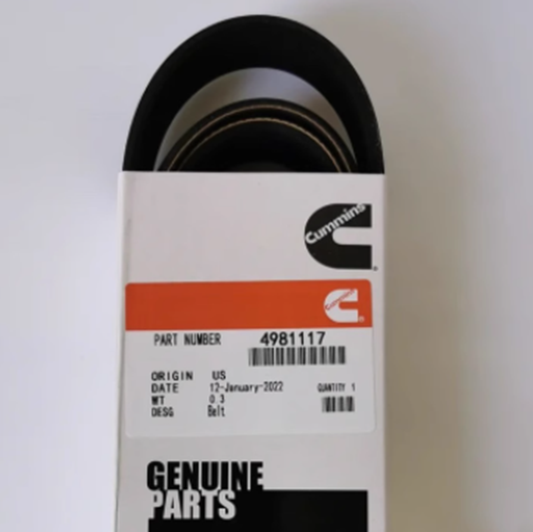 Cummins
Cummins
PART NUMBER 4981117
ORIGIN US
DATE 12-January-2022 QUANTITY 1
WT 0.3
DESG Belt
GENUINE
PARTS